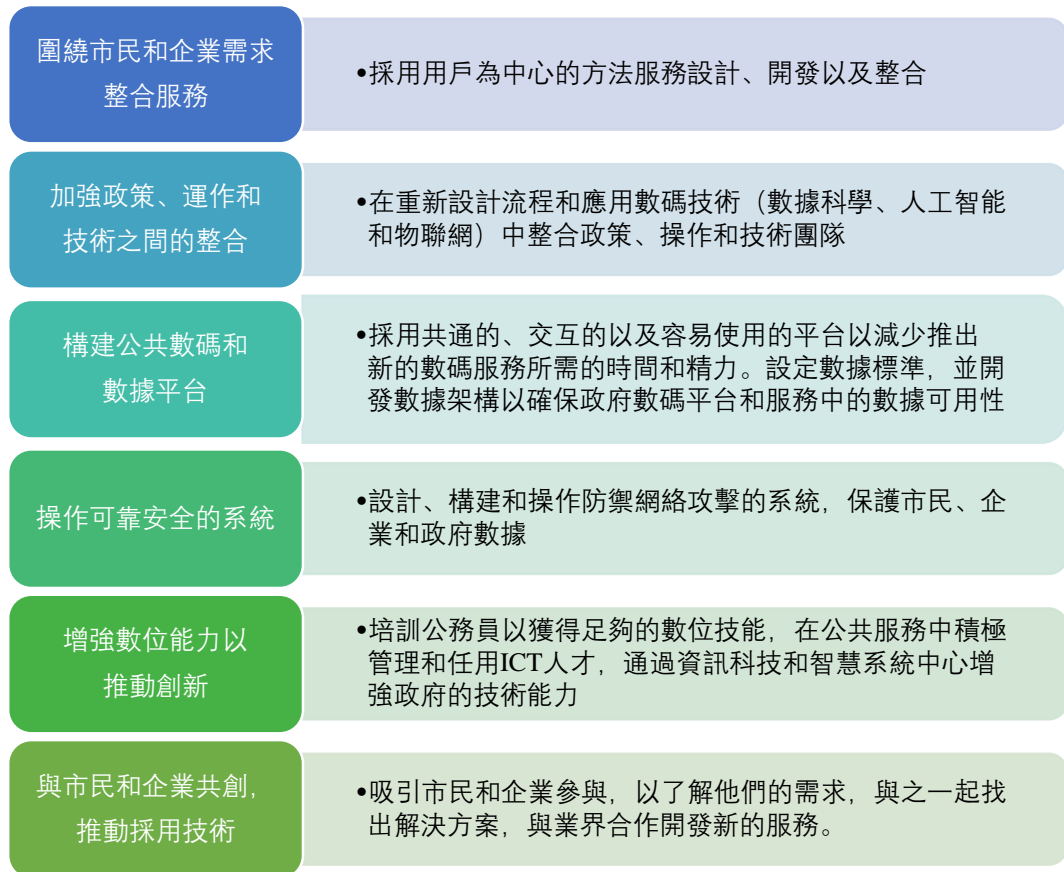 圍繞市民和企業需求
整合服務
•採用用戶為中心的方法服務設計、開發以及整合
加強政策、運作和
技術之間的整合
•在重新設計流程和應用數碼技術（數據科學、人工智能
和物聯網）中整合政策、操作和技術團隊
構建公共數碼和
數據平台
•採用共通的、交互的以及容易使用的平台以減少推出
新的數碼服務所需的時間和精力。設定數據標準，並開
發數據架構以確保政府數碼平台和服務中的數據可用性
操作可靠安全的系統
•設計、構建和操作防禦網絡攻擊的系統，保護市民、企
業和政府數據
增強數位能力以
推動創新
•培訓公務員以獲得足夠的數位技能，在公共服務中積極
管理和任用ICT人才，通過資訊科技和智慧系統中心增
強政府的技術能力
與市民和企業共創，
推動採用技術
•吸引市民和企業參與，以了解他們的需求，與之一起找
出解決方案，與業界合作開發新的服務。